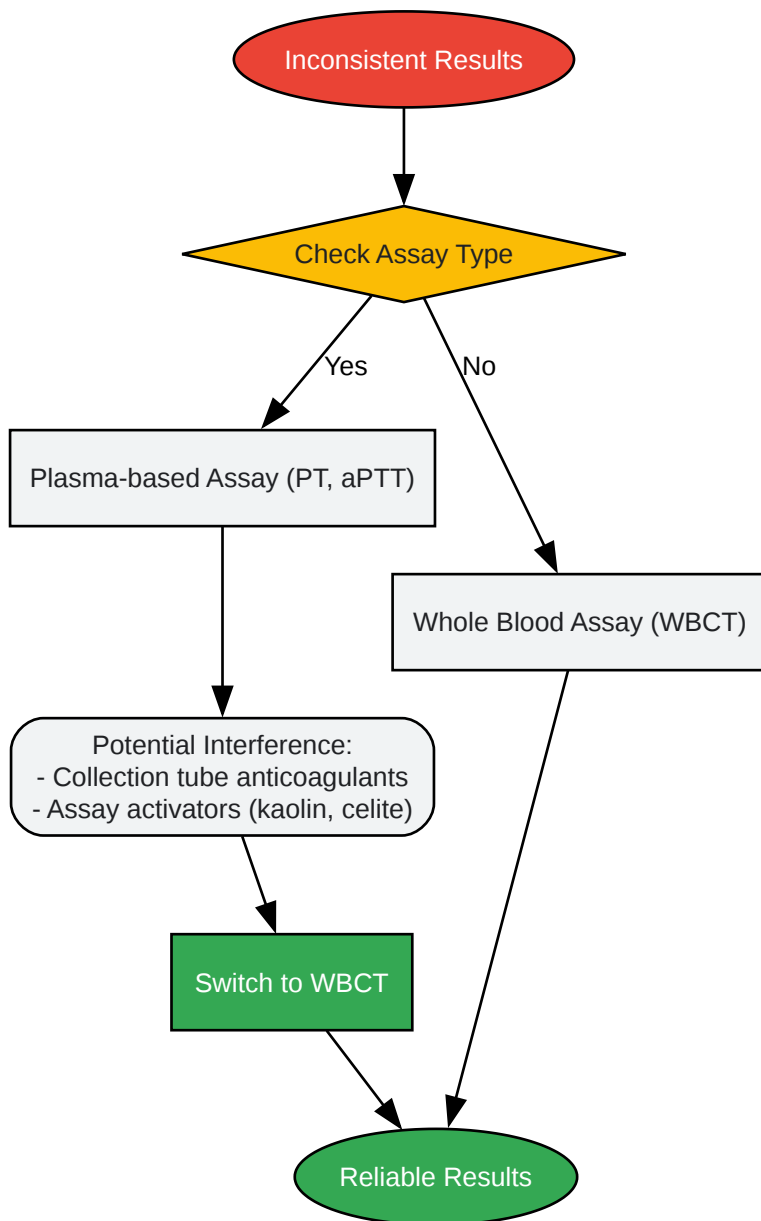 Inconsistent Results
Check Assay Type
Yes
No
Plasma-based Assay (PT, aPTT)
Whole Blood Assay (WBCT)
Potential Interference:
- Collection tube anticoagulants
- Assay activators (kaolin, celite)
Switch to WBCT
Reliable Results